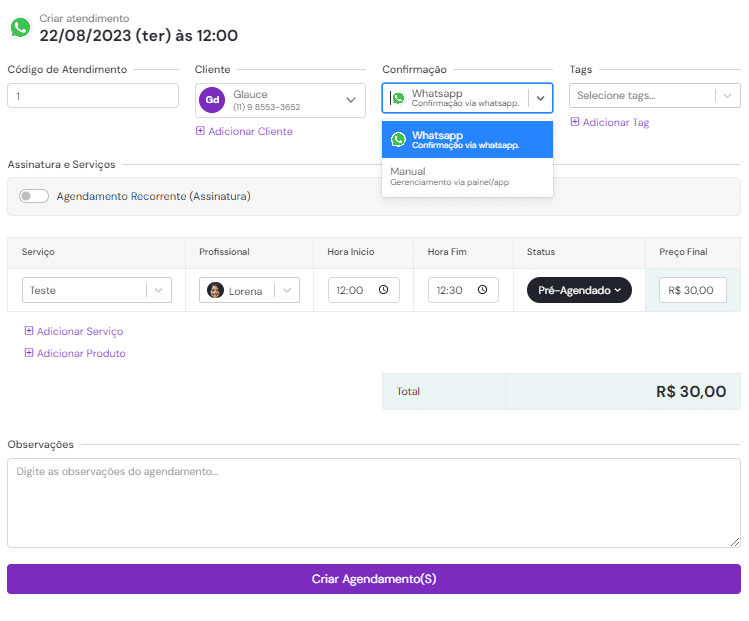 Criar atendimento
22/08/2023 (ter) às 12:00
Código de Atendimento
Cliente
Confirmação
Tags
1
Gd
Glauce
(11) 9 8553-3652
Whatsapp
Confirmação via whatsapp.
Selecione tags...
Adicionar Cliente
Adicionar Tag
Whatsapp
Confirmação via whatsapp.
Manual
Gerenciamento via painel/app
Assinatura e Serviços
Agendamento Recorrente (Assinatura)
Serviço
Profissional
Hora Inicio
Hora Fim
Status
Preço Final
Teste
Lorena
12:00
12:30
Pré-Agendado
R$ 30,00
Adicionar Serviço
Adicionar Produto
Total
R$ 30,00
Observações
Digite as observações do agendamento...
Criar Agendamento(S)